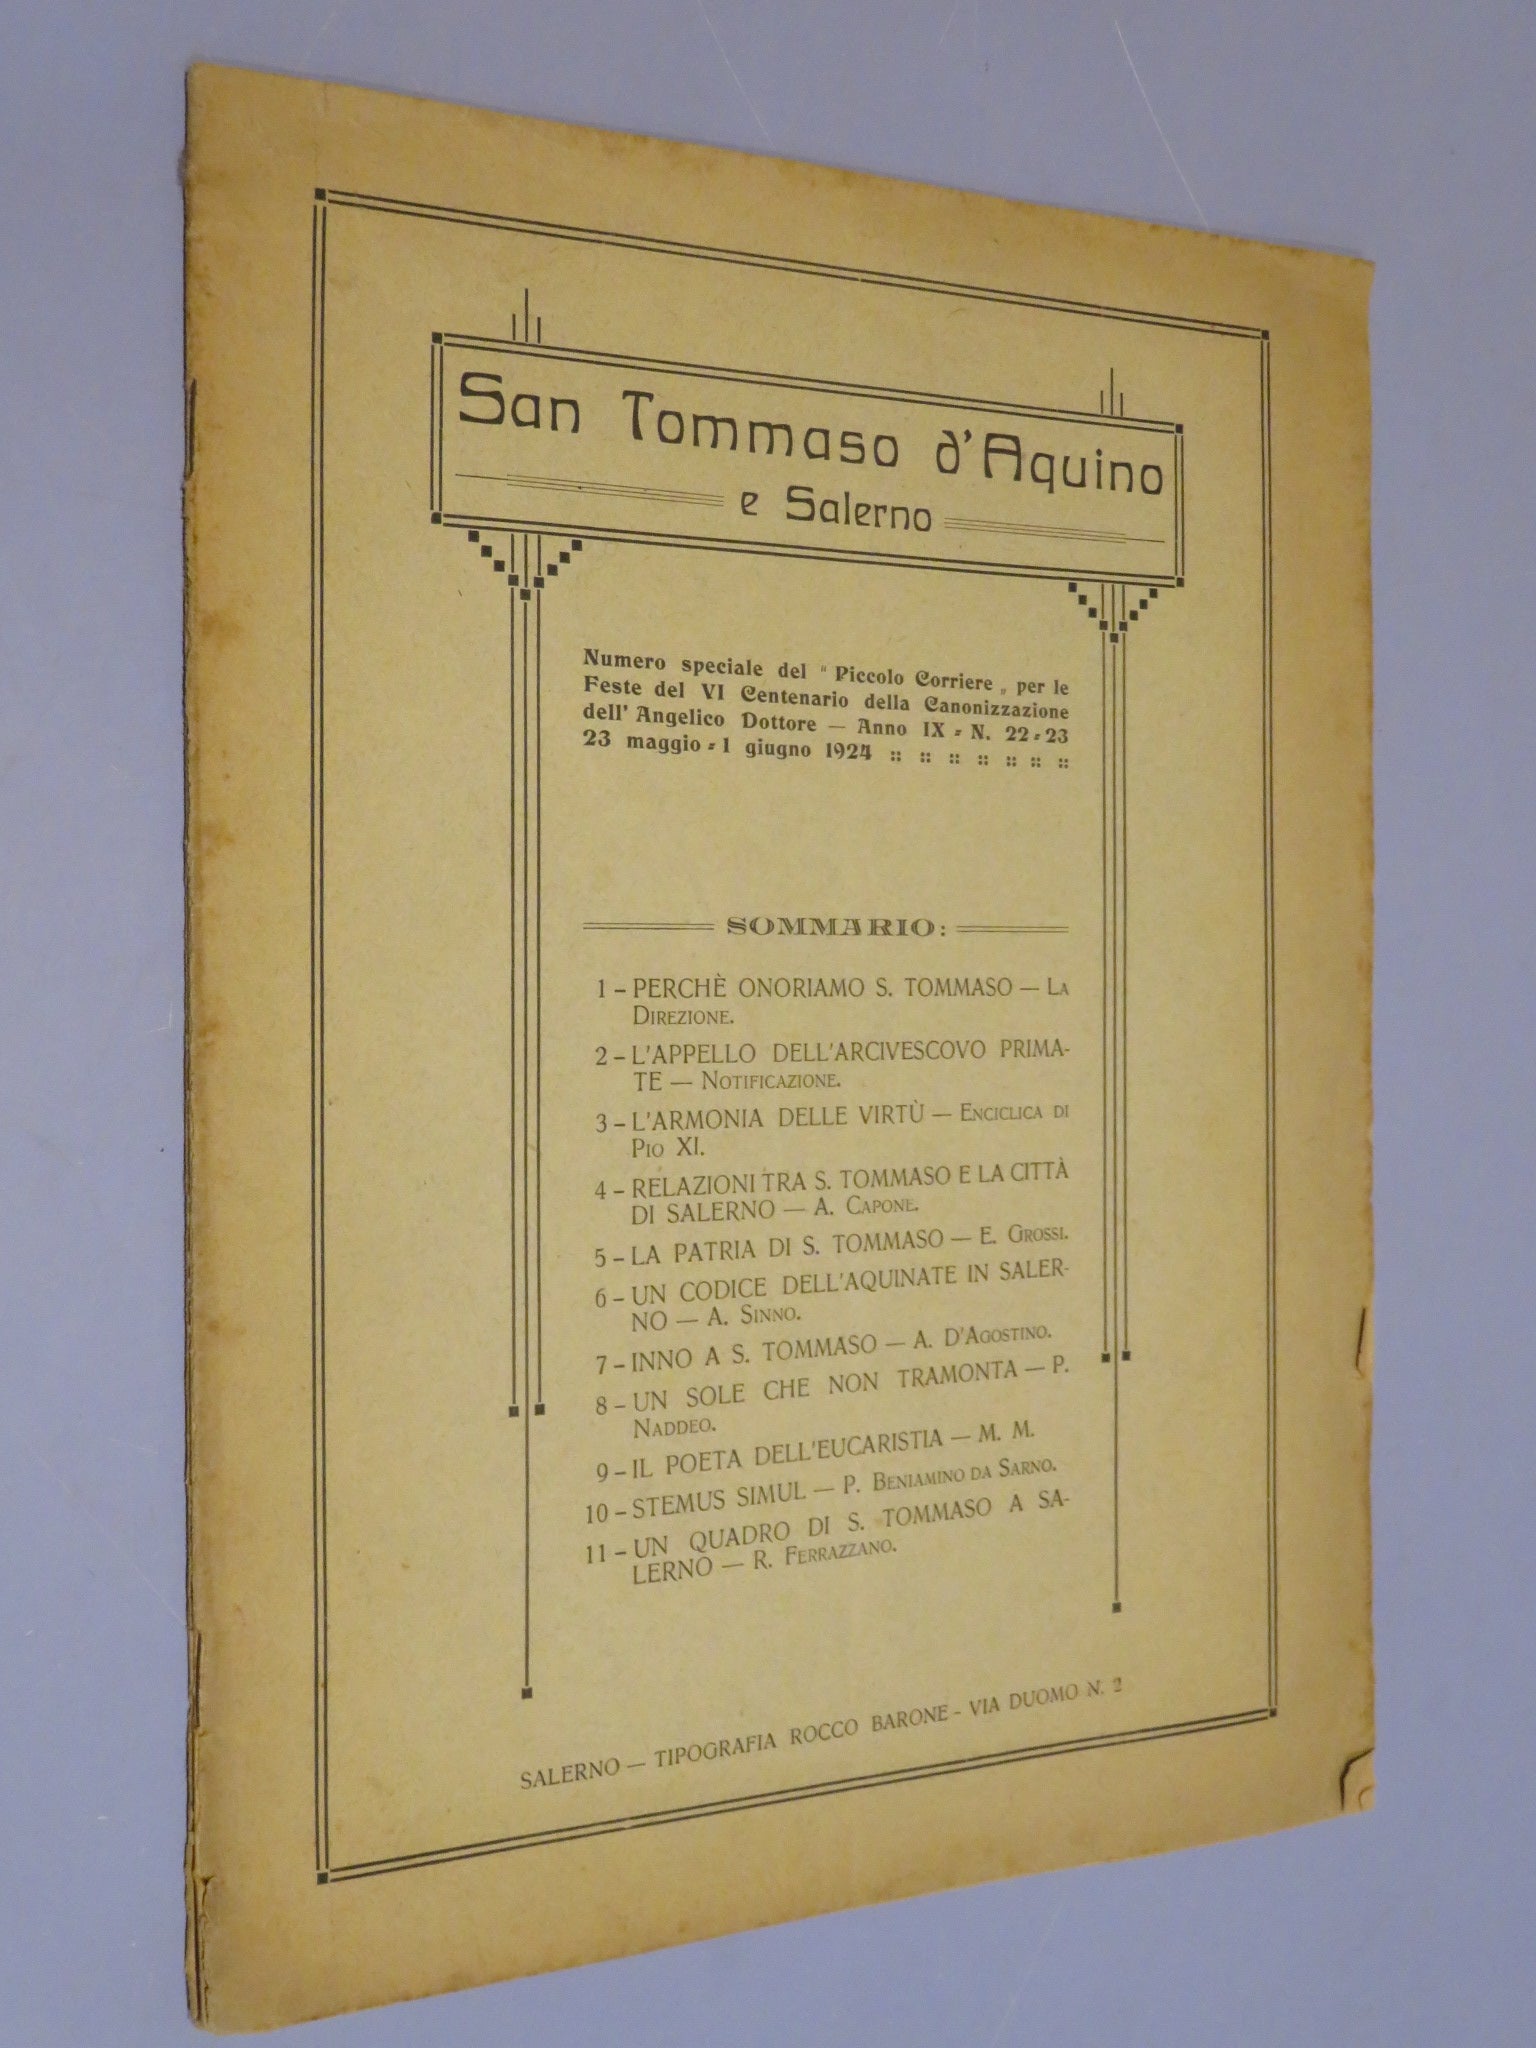 San Tommaso d'Aquino
e Salerno
Numero speciale del “ Piccolo Corriere „ per le
Feste del VI Centenario della Canonizzazione
dell' Angelico Dottore — Anno IX - N. 22-23
23 maggio - 1 giugno 1924 :: :: :: :: :: :: ::
SOMMARIO:
1 – PERCHÈ ONORIAMO S. TOMMASO — LA
DIREZIONE.
2 – L'APPELLO DELL'ARCIVESCOVO PRIMA-
TE — NOTIFICAZIONE.
3 – L'ARMONIA DELLE VIRTÙ — ENCICLICA DI
PIO XI.
4 – RELAZIONI TRA S. TOMMASO E LA CITTÀ
DI SALERNO — A. CAPONE.
5 – LA PATRIA DI S. TOMMASO — E. GROSSI.
6 – UN CODICE DELL'AQUINATE IN SALER-
NO — A. SINNO.
7 – INNO A S. TOMMASO — A. D'AGOSTINO.
8 – UN SOLE CHE NON TRAMONTA — P.
NADDEO.
9 – IL POETA DELL'EUCARISTIA — M. M.
10 – STEMUS SIMUL — P. BENIAMINO DA SARNO.
11 – UN QUADRO DI S. TOMMASO A SA-
LERNO — R. FERRAZZANO.
SALERNO — TIPOGRAFIA ROCCO BARONE - VIA DUOMO N. 2